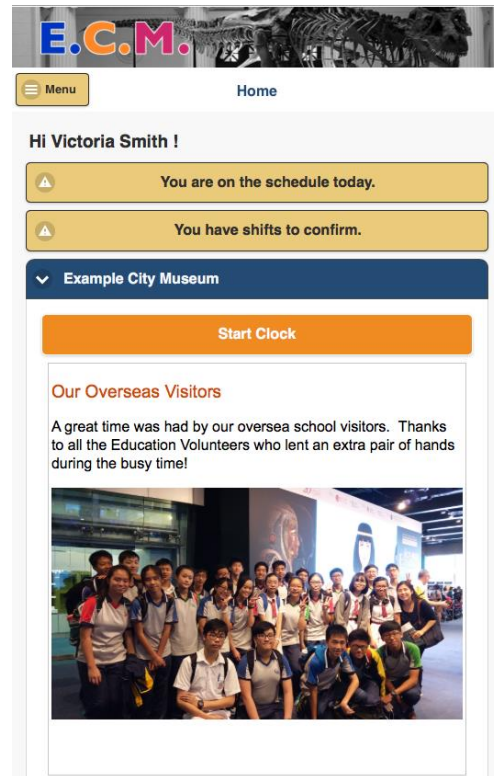 E.C.M.
Menu
Home
Hi Victoria Smith !
You are on the schedule today.
You have shifts to confirm.
Example City Museum
Start Clock
Our Overseas Visitors
A great time was had by our oversea school visitors. Thanks
to all the Education Volunteers who lent an extra pair of hands
during the busy time!